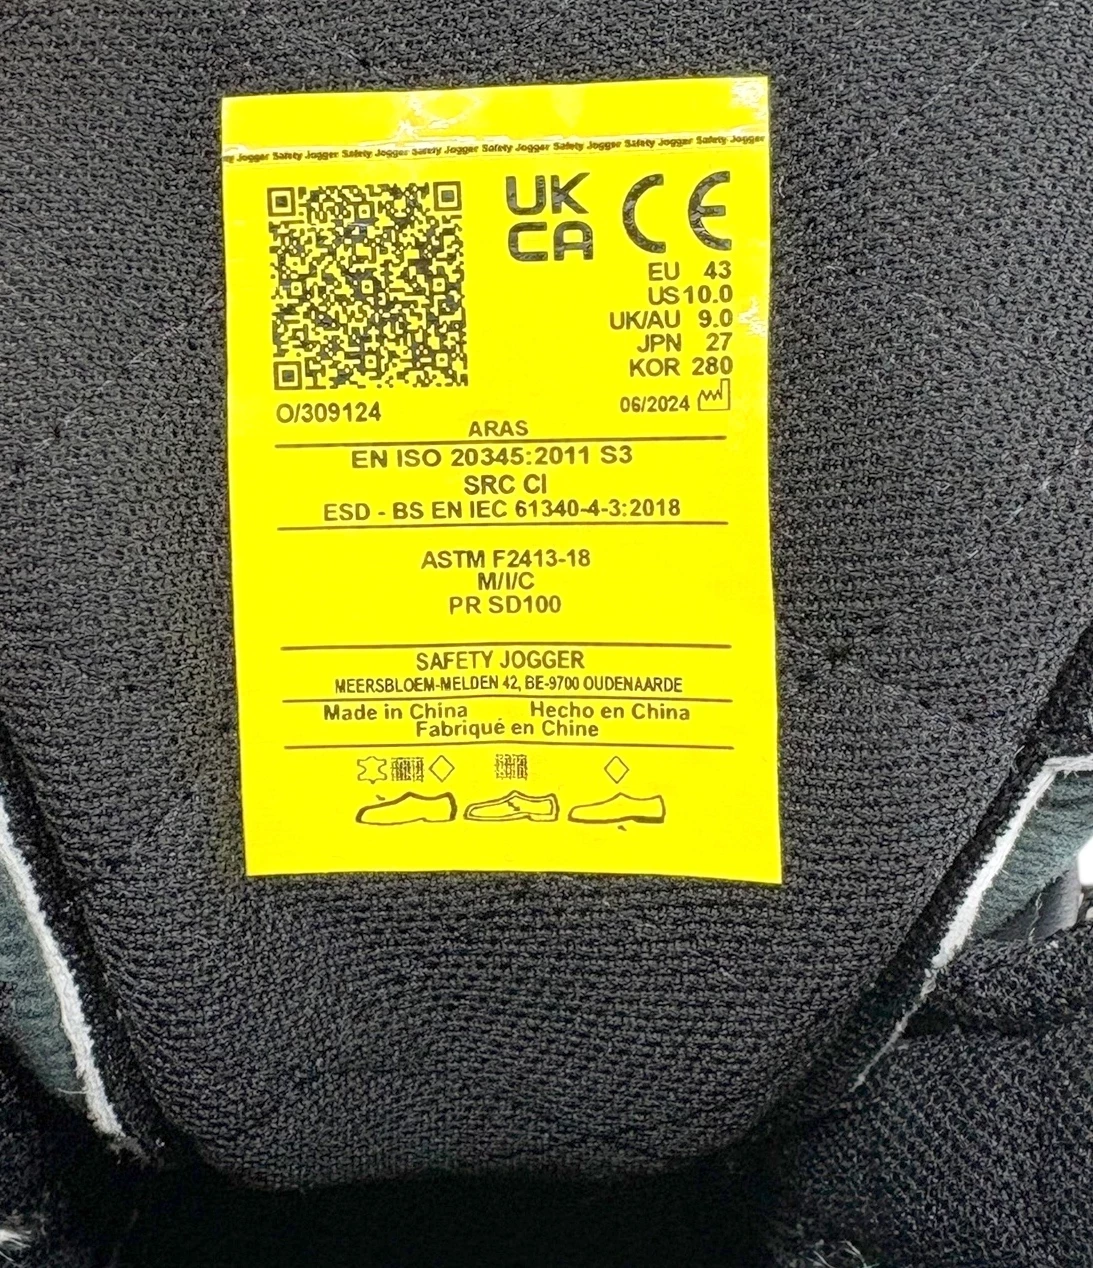 Jogger Safety Jogger Safety Jogger Safety Jogger Safety Jogger Safety Jogger Safety Jogger Safety Jogger
UK
CA CE
EU 43
US 10.0
UK/AU 9.0
JPN 27
KOR 280
06/2024
O/309124
ARAS
EN ISO 20345:2011 S3
SRC CI
ESD - BS EN IEC 61340-4-3:2018
ASTM F2413-18
M/I/C
PR SD100
SAFETY JOGGER
MEERSBLOEM-MELDEN 42, BE-9700 OUDENAARDE
Made in China Hecho en China
Fabriqué en Chine